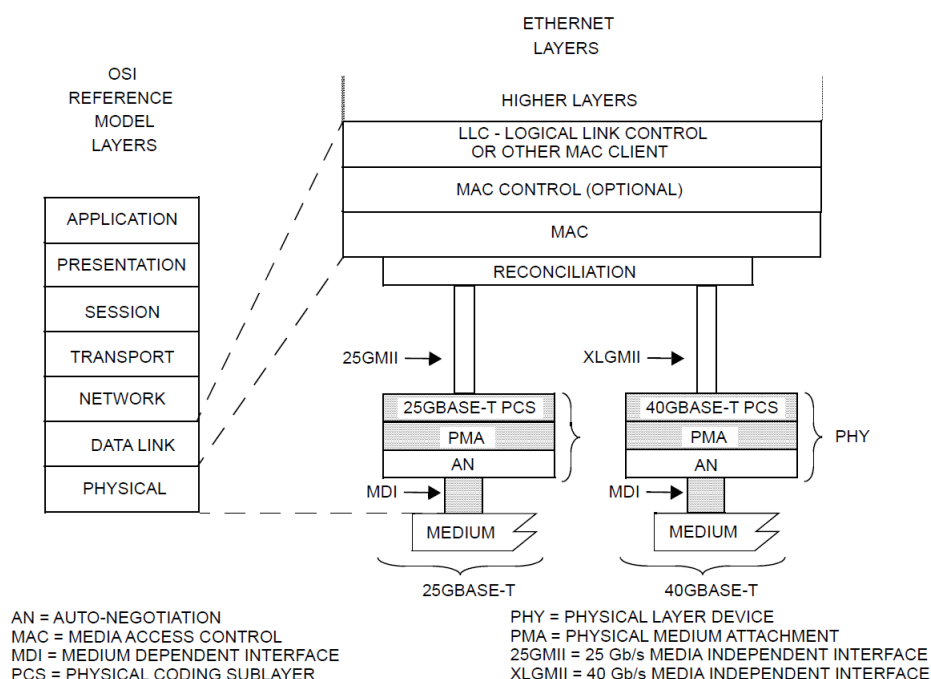 ETHERNET
LAYERS
OSI
REFERENCE
MODEL
LAYERS
HIGHER LAYERS
LLC - LOGICAL LINK CONTROL
OR OTHER MAC CLIENT
MAC CONTROL (OPTIONAL)
MAC
RECONCILIATION
APPLICATION
PRESENTATION
SESSION
TRANSPORT
NETWORK
DATA LINK
PHYSICAL
25GMII
XLGMII
25GBASE-T PCS
40GBASE-T PCS
PMA
PMA
PHY
AN
AN
MDI
MDI
MEDIUM
MEDIUM
25GBASE-T
40GBASE-T
AN = AUTO-NEGOTIATION
MAC = MEDIA ACCESS CONTROL
MDI = MEDIUM DEPENDENT INTERFACE
PCS = PHYSICAL CODING SUBLAYER
PHY = PHYSICAL LAYER DEVICE
PMA = PHYSICAL MEDIUM ATTACHMENT
25GMII = 25 Gb/s MEDIA INDEPENDENT INTERFACE
XLGMII = 40 Gb/s MEDIA INDEPENDENT INTERFACE